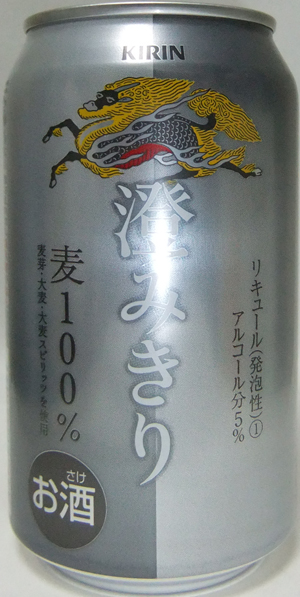 KIRIN
澄みきり
リキュール(発泡性)①
アルコール分5%
麦100%
麦芽・大麦・大麦スピリッツを使用
さけ
お酒